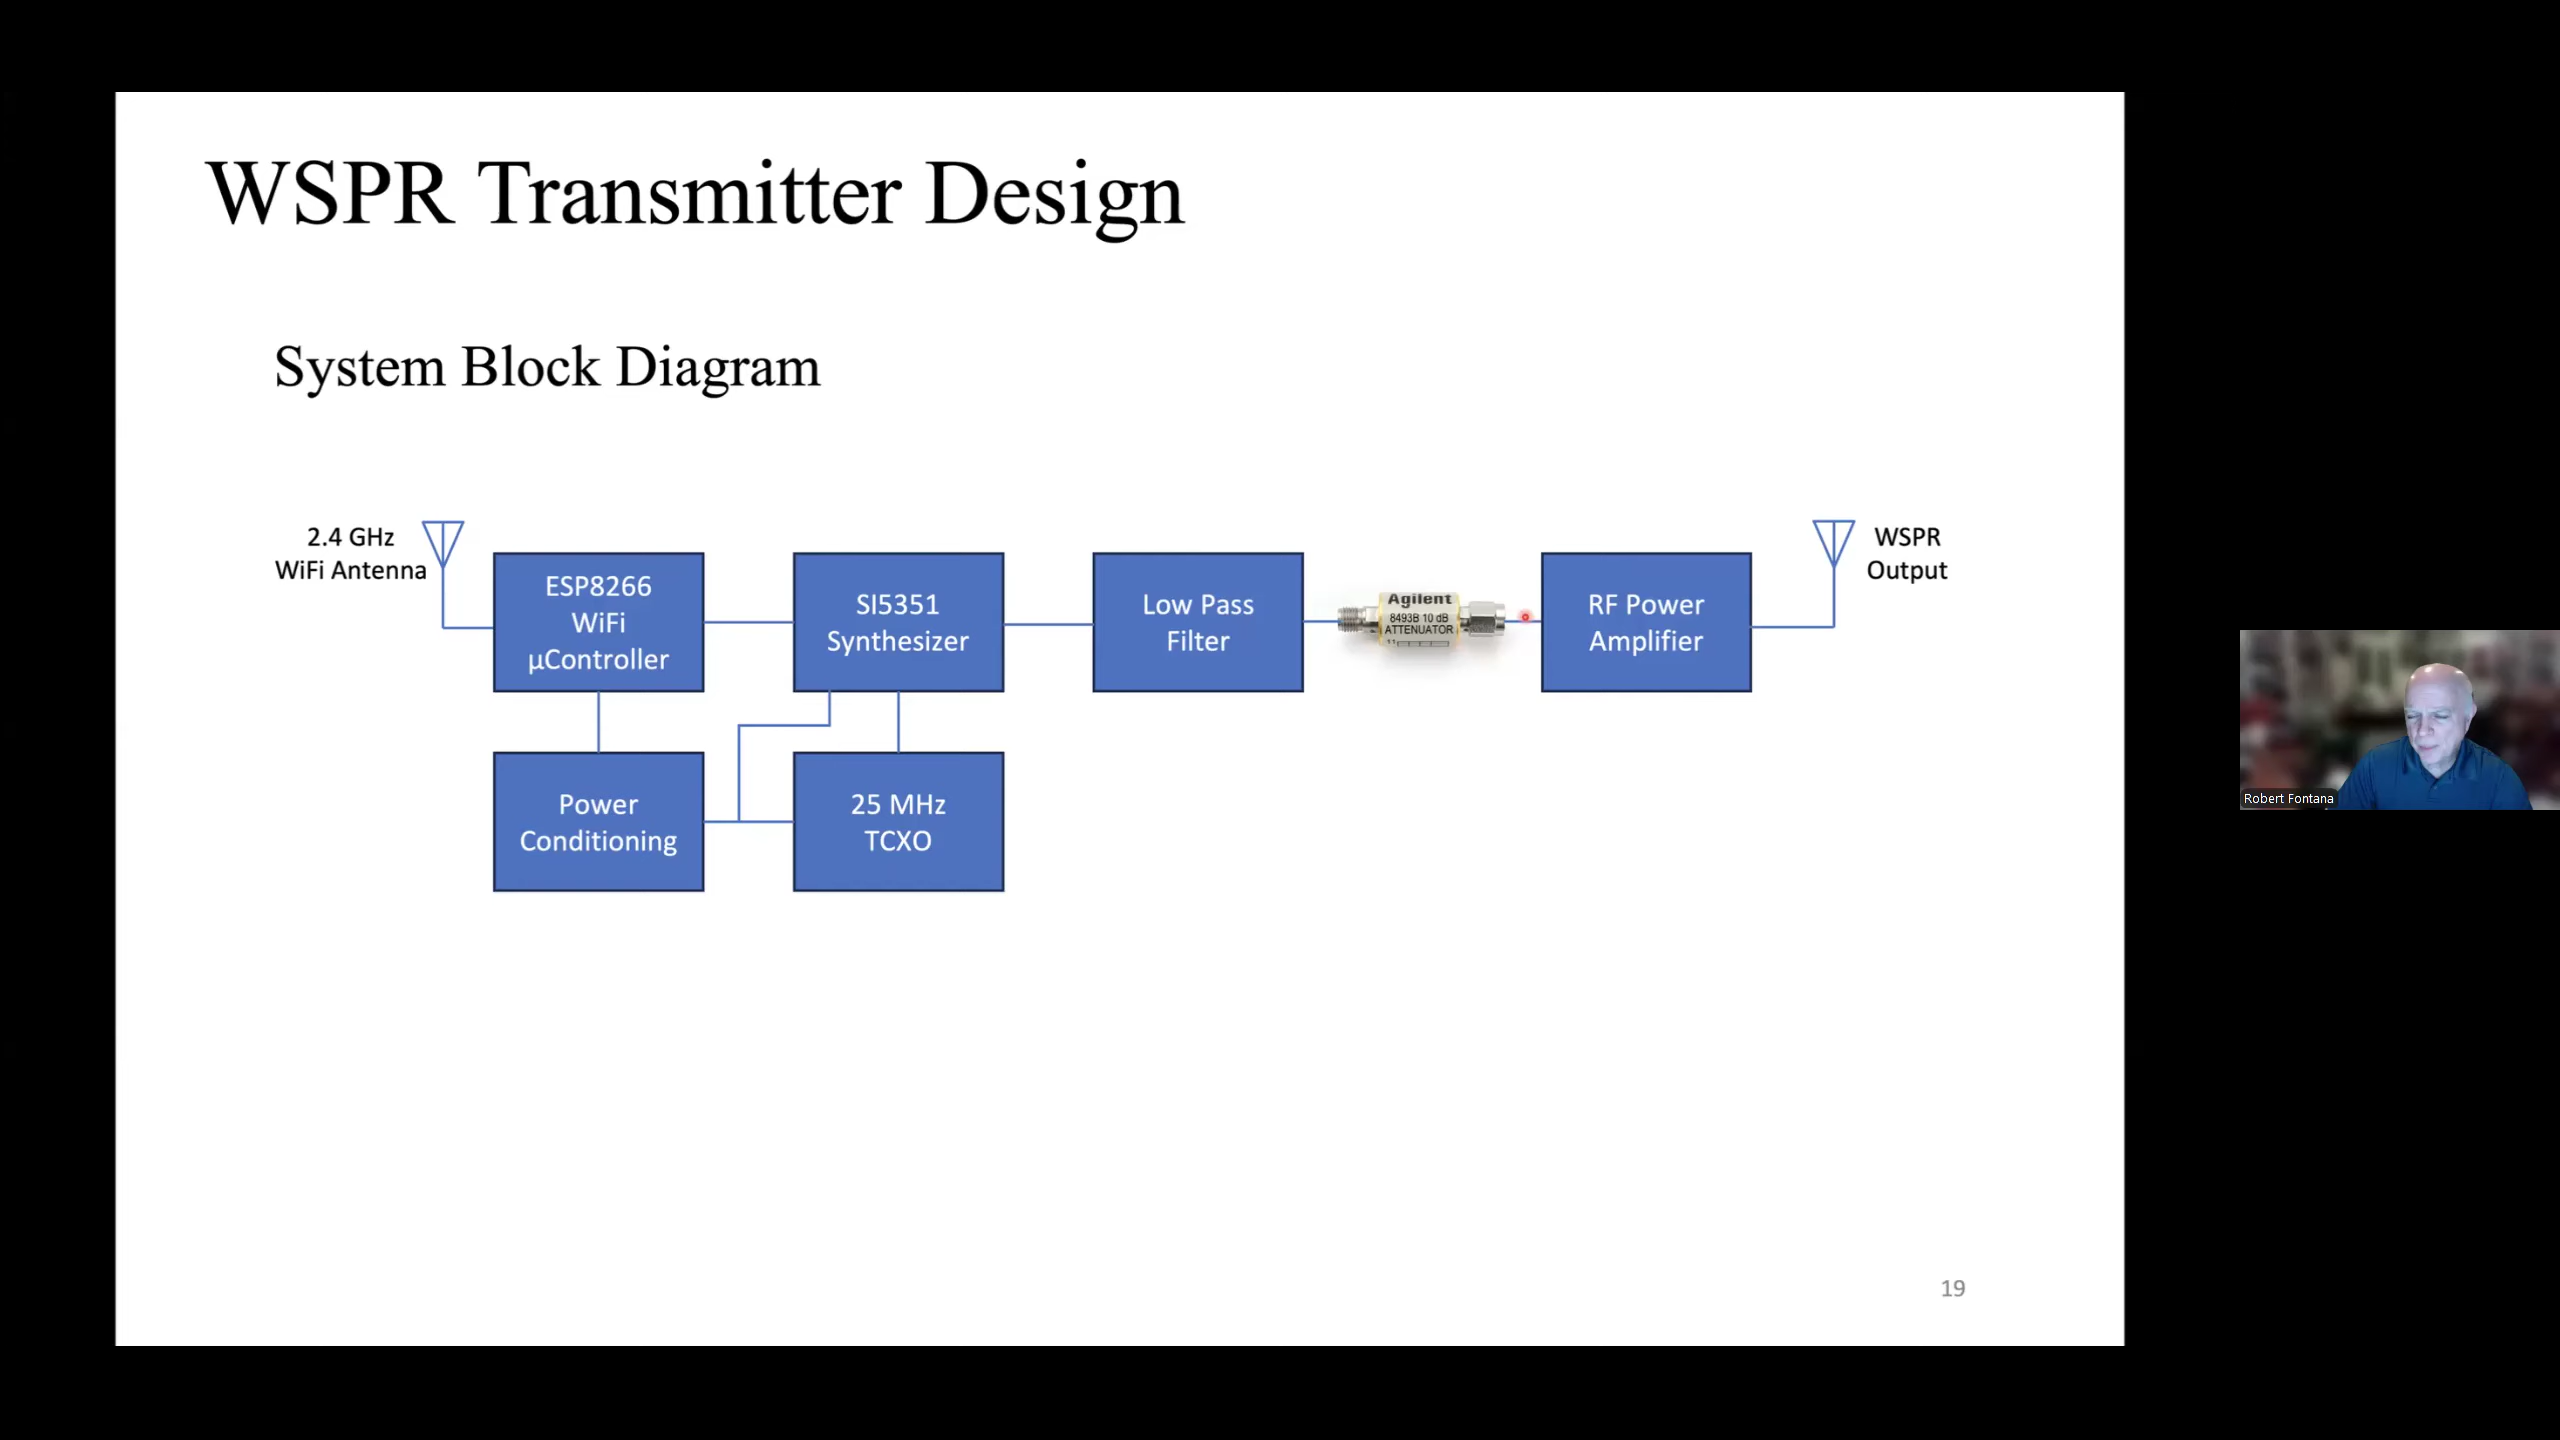 WSPR Transmitter Design
System Block Diagram
2.4 GHz
WiFi Antenna
ESP8266
WiFi
µController
SI5351
Synthesizer
Low Pass
Filter
Agilent
8493B 10 dB
ATTENUATOR
RF Power
Amplifier
WSPR
Output
Power
Conditioning
25 MHz
TCXO
Robert Fontana
19